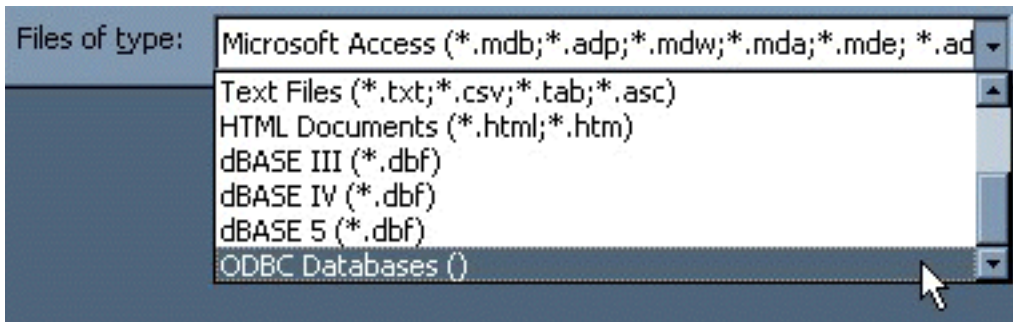 Files of type:
Microsoft Access (*.mdb;*.adp;*.mdw;*.mda;*.mde; *.ad
Text Files (*.txt;*.csv;*.tab;*.asc)
HTML Documents (*.html;*.htm)
dBASE III (*.dbf)
dBASE IV (*.dbf)
dBASE 5 (*.dbf)
ODBC Databases ()